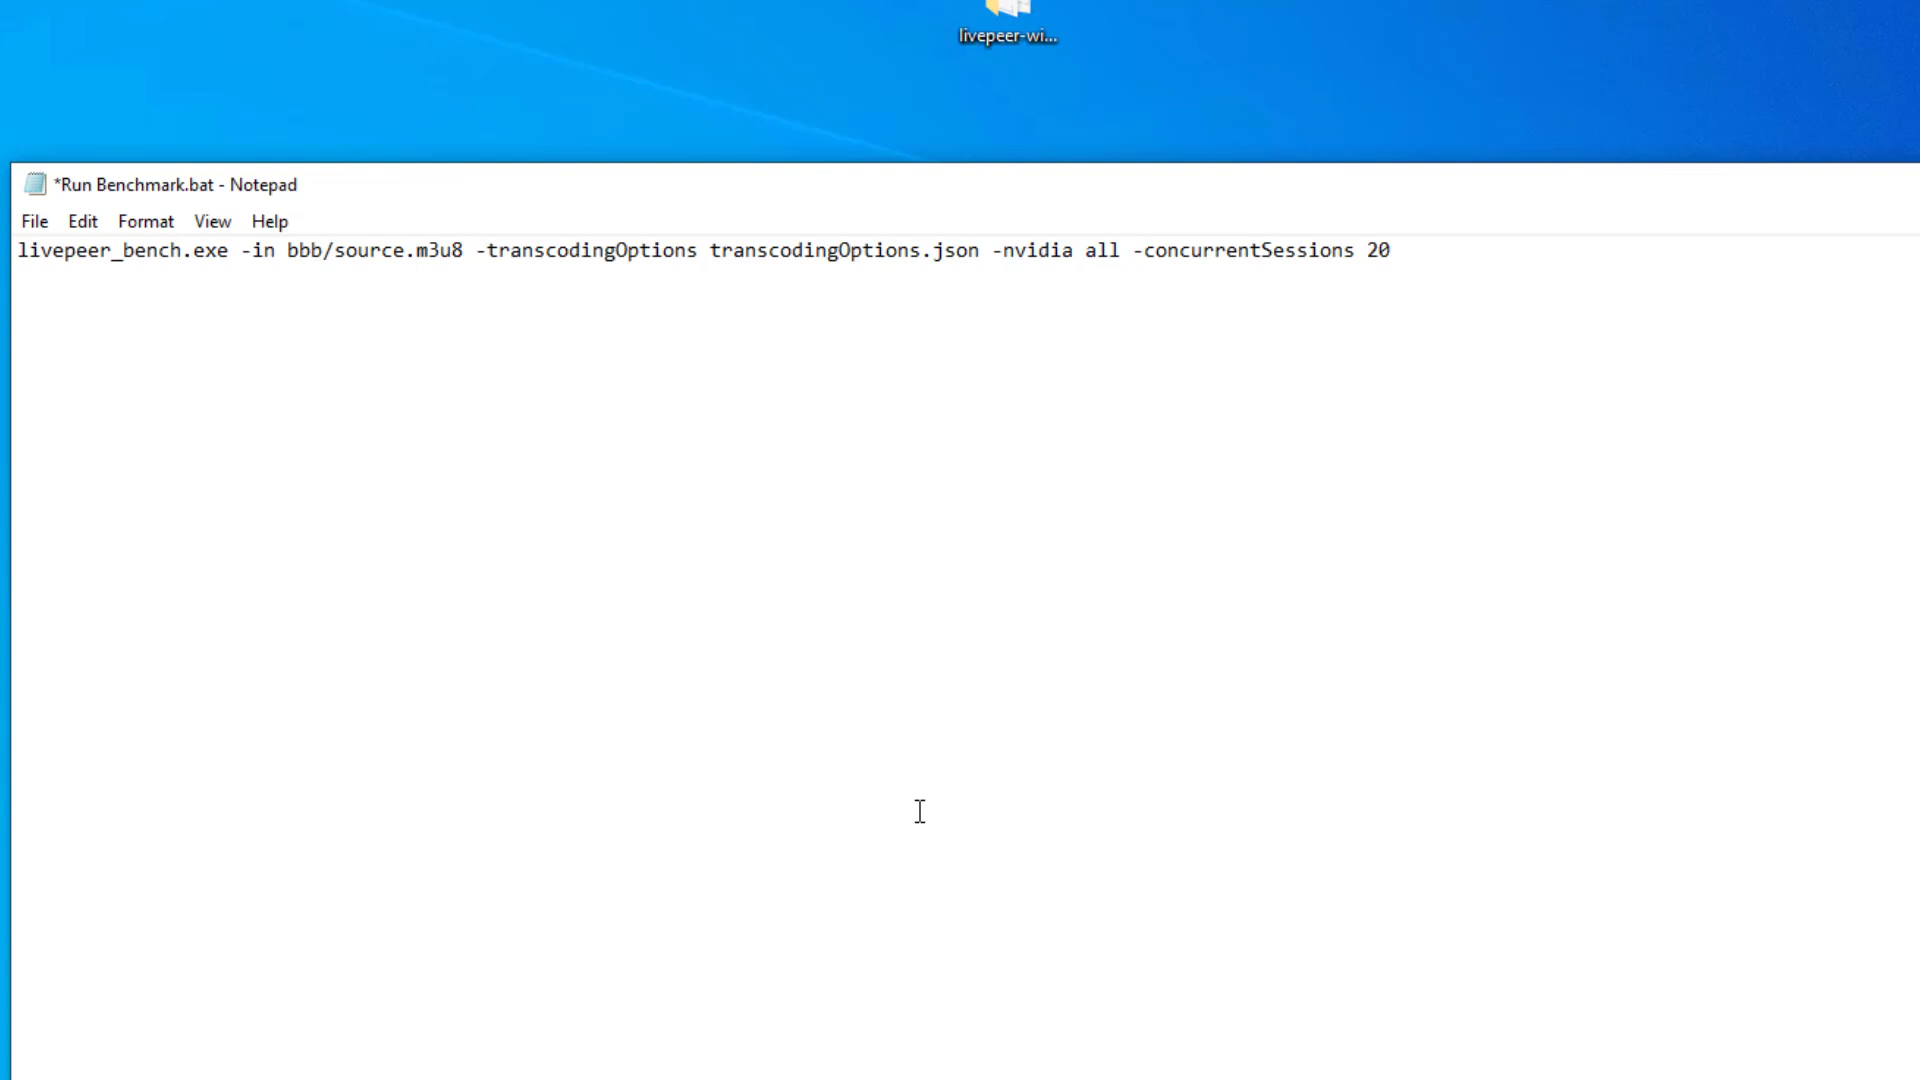 livepeer-wi...
*Run Benchmark.bat - Notepad
File Edit Format View Help
livepeer_bench.exe -in bbb/source.m3u8 -transcodingOptions transcodingOptions.json -nvidia all -concurrentSessions 20